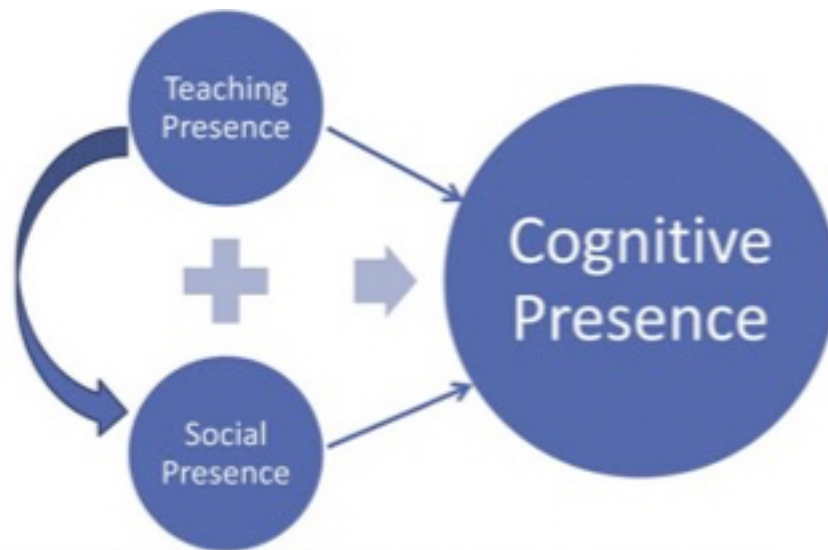 Teaching
Presence
Social
Presence
Cognitive
Presence